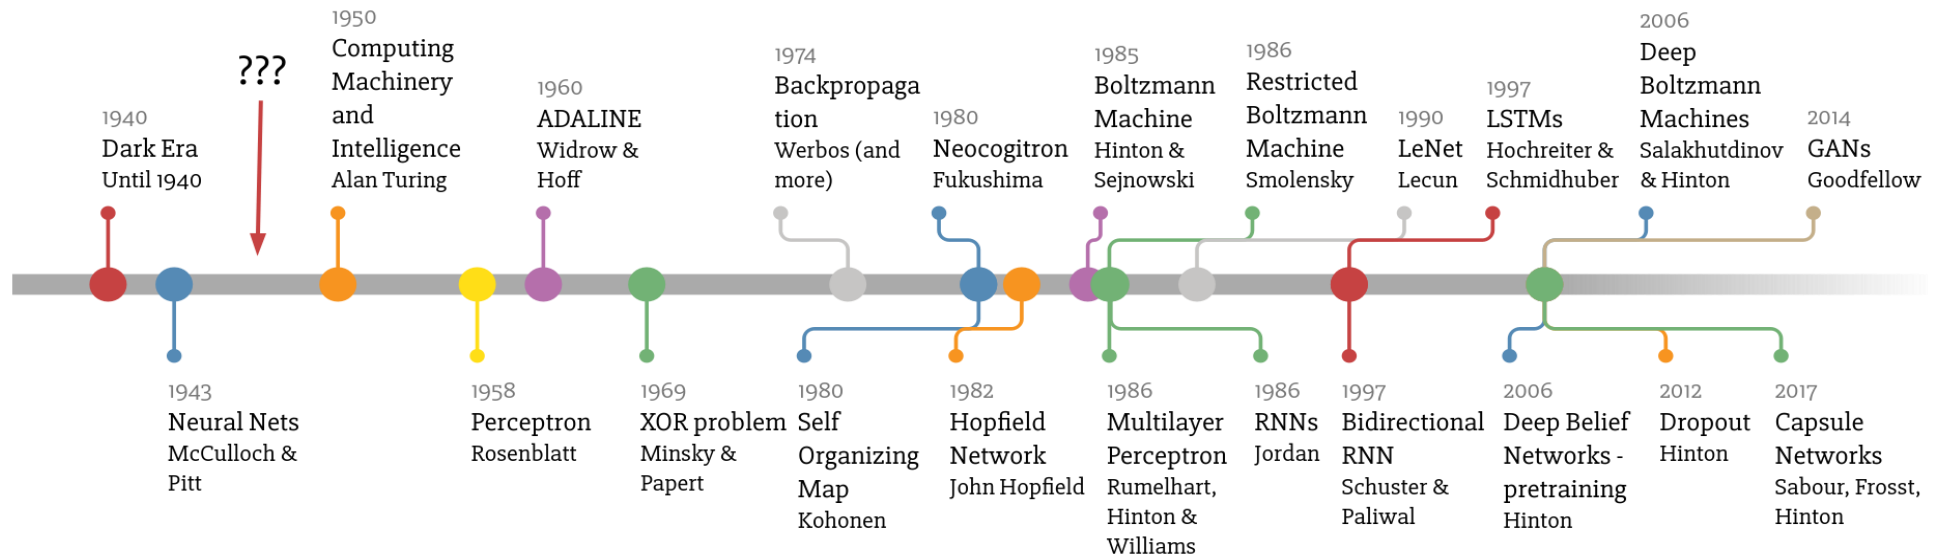 ???
1940
Dark Era
Until 1940
1950
Computing
Machinery
and
Intelligence
Alan Turing
1960
ADALINE
Widrow &
Hoff
1974
Backpropaga
tion
Werbos (and
more)
1980
Neocogitron
Fukushima
1985
Boltzmann
Machine
Hinton &
Sejnowski
1986
Restricted
Boltzmann
Machine
Smolensky
1990
LeNet
Lecun
1997
LSTMs
Hochreiter &
Schmidhuber
2006
Deep
Boltzmann
Machines
Salakhutdinov
& Hinton
2014
GANs
Goodfellow
1943
Neural Nets
McCulloch &
Pitt
1958
Perceptron
Rosenblatt
1969
XOR problem
Minsky &
Papert
1980
Self
Organizing
Map
Kohonen
1982
Hopfield
Network
John Hopfield
1986
Multilayer
Perceptron
Rumelhart,
Hinton &
Williams
1986
RNNs
Jordan
1997
Bidirectional
RNN
Schuster &
Paliwal
2006
Deep Belief
Networks -
pretraining
Hinton
2012
Dropout
Hinton
2017
Capsule
Networks
Sabour, Frosst,
Hinton